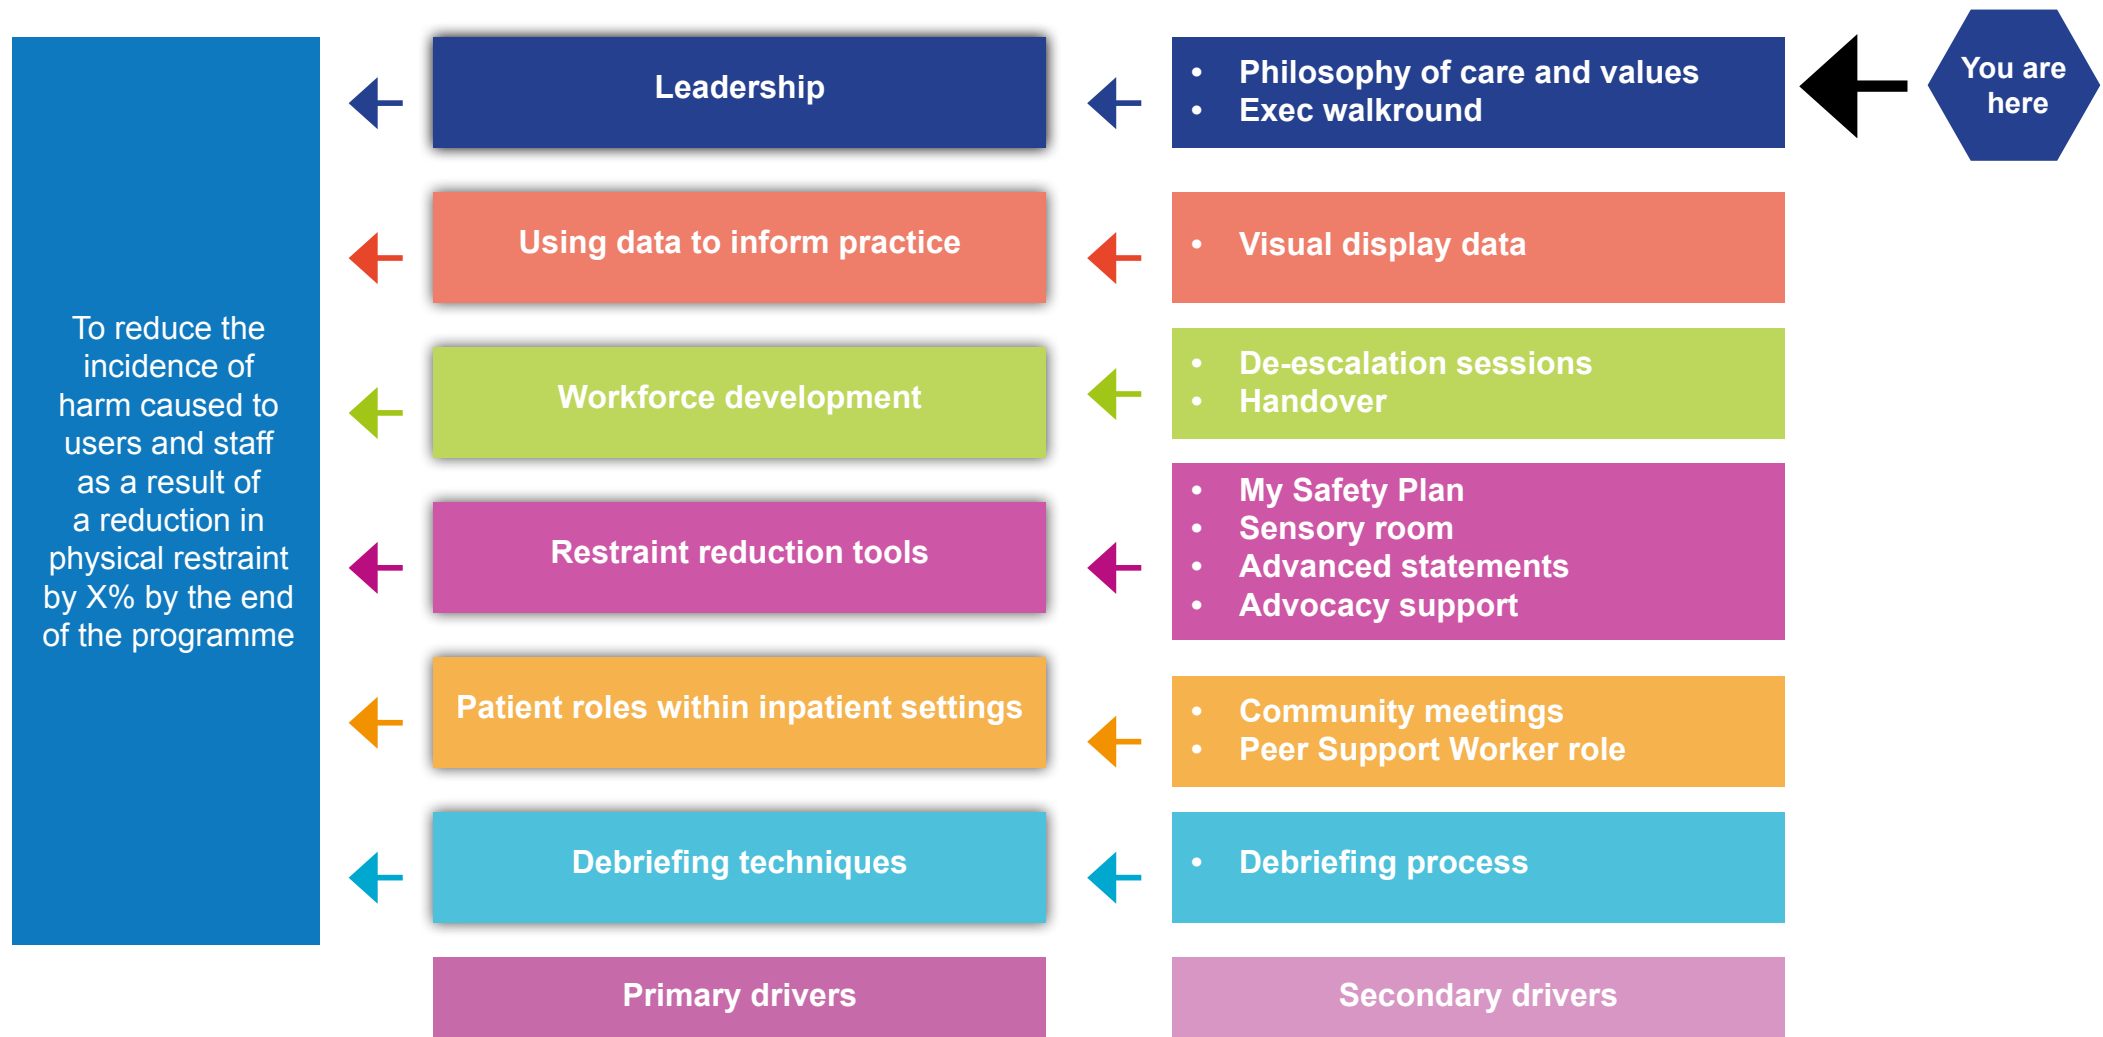 To reduce the
incidence of
harm caused to
users and staff
as a result of
a reduction in
physical restraint
by X% by the end
of the programme
Leadership
• Philosophy of care and values
• Exec walkround
You are
here
Using data to inform practice
• Visual display data
Workforce development
• De-escalation sessions
• Handover
Restraint reduction tools
• My Safety Plan
• Sensory room
• Advanced statements
• Advocacy support
Patient roles within inpatient settings
• Community meetings
• Peer Support Worker role
Debriefing techniques
• Debriefing process
Primary drivers
Secondary drivers